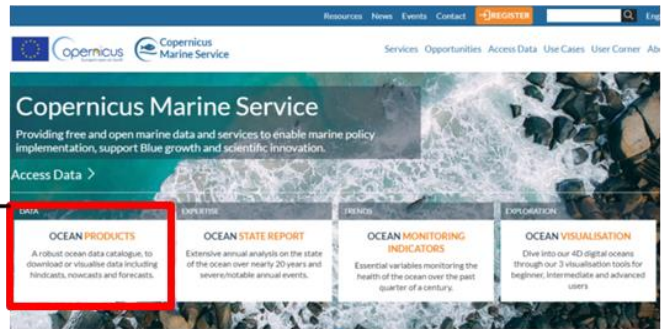 Resources News Events Contact REGISTER Eng
Copernicus
Copernicus
Marine Service
Services Opportunities Access Data Use Cases User Corner Ab
Copernicus Marine Service
Providing free and open marine data and services to enable marine policy
implementation, support Blue growth and scientific innovation.
Access Data >
DATA
OCEAN PRODUCTS
A robust ocean data catalogue, to
download or visualise data including
hindcasts, nowcasts and forecasts.
EXPERTISE
OCEAN STATE REPORT
Extensive annual analysis on the state
of the ocean over nearly 20 years and
severe/notable annual events.
TRENDS
OCEAN MONITORING
INDICATORS
Essential variables monitoring the
health of the ocean over the past
quarter of a century.
EXPLORATION
OCEAN VISUALISATION
Dive into our 4D digital oceans
through our 3 visualisation tools for
beginner, intermediate and advanced
users